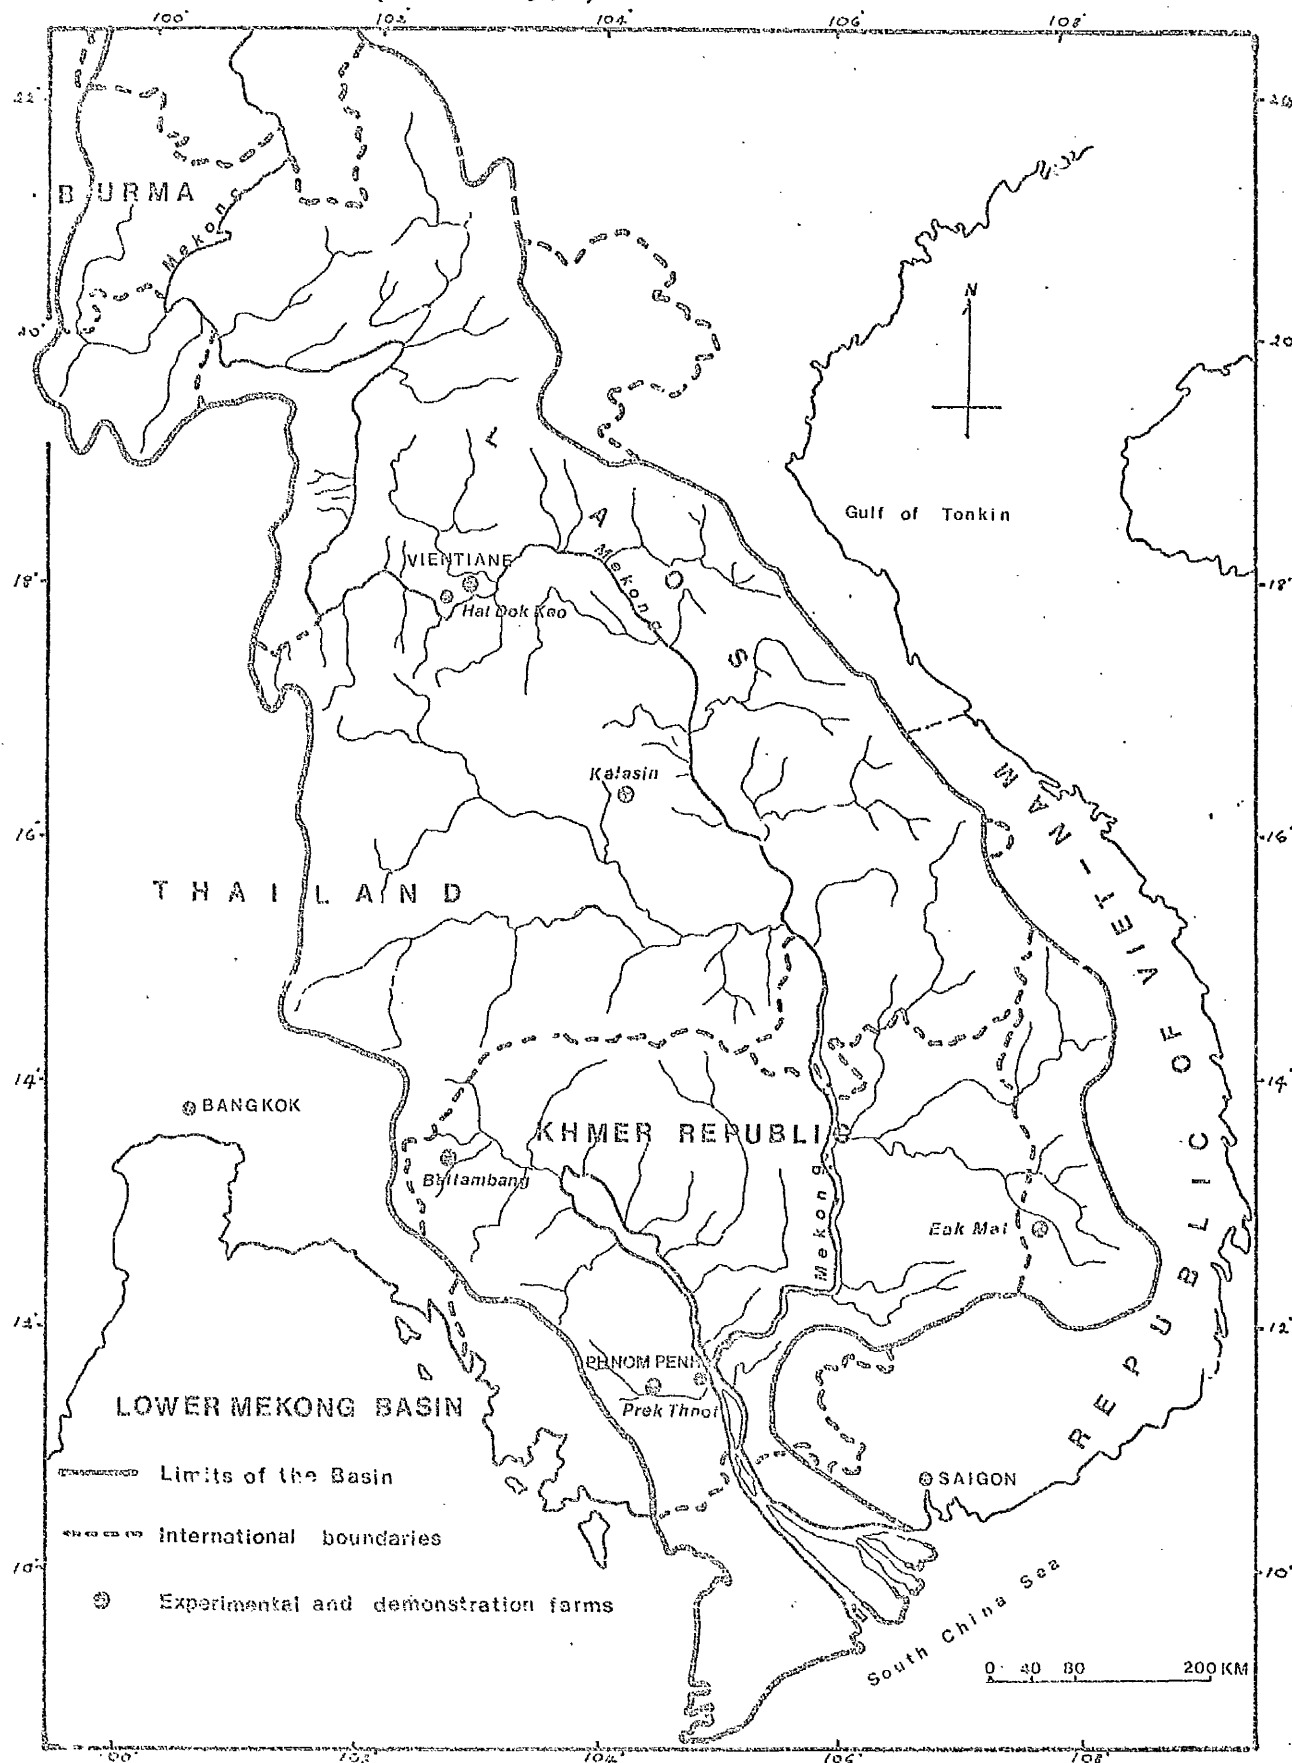 100°
102°
104°
106°
108°
22°
BURMA
Mekong
20°
20°
N
LAOS
Gulf of Tonkin
Mekong
VIENTIANE
18°
18°
Hat Dok Keo
Kalasin
16°
16°
THAILAND
REPUBLIC OF VIET-NAM
14°
14°
BANGKOK
KHMER REPUBLIC
Battambang
Mekong
Eak Mat
12°
12°
PHNOM PENH
Prek Thnot
LOWER MEKONG BASIN
Limits of the Basin
SAIGON
International boundaries
10°
10°
Experimental and demonstration farms
South China Sea
0 40 80 200 KM
100°
102°
104°
106°
108°